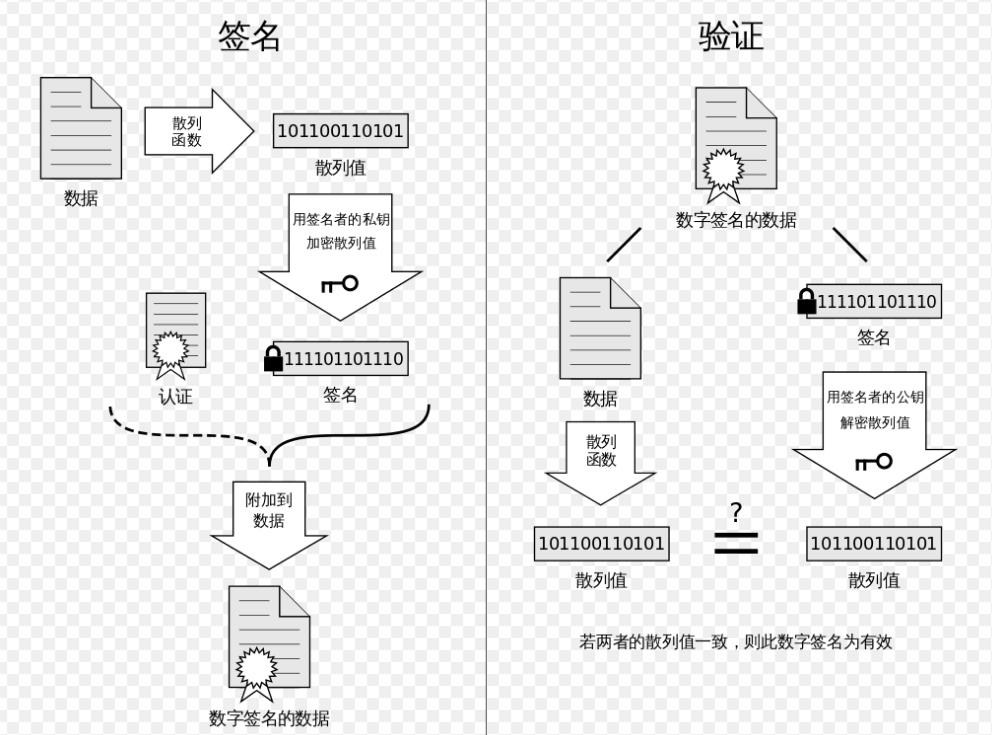 签名
散列
函数
101100110101
散列值
数据
用签名者的私钥
加密散列值
111101101110
签名
认证
附加到
数据
数字签名的数据
验证
数字签名的数据
数据
111101101110
签名
散列
函数
用签名者的公钥
解密散列值
?
101100110101
散列值
101100110101
散列值
若两者的散列值一致，则此数字签名为有效